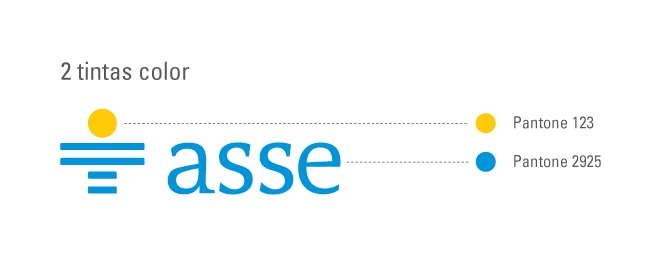 2 tintas color
Pantone 123
asse
Pantone 2925